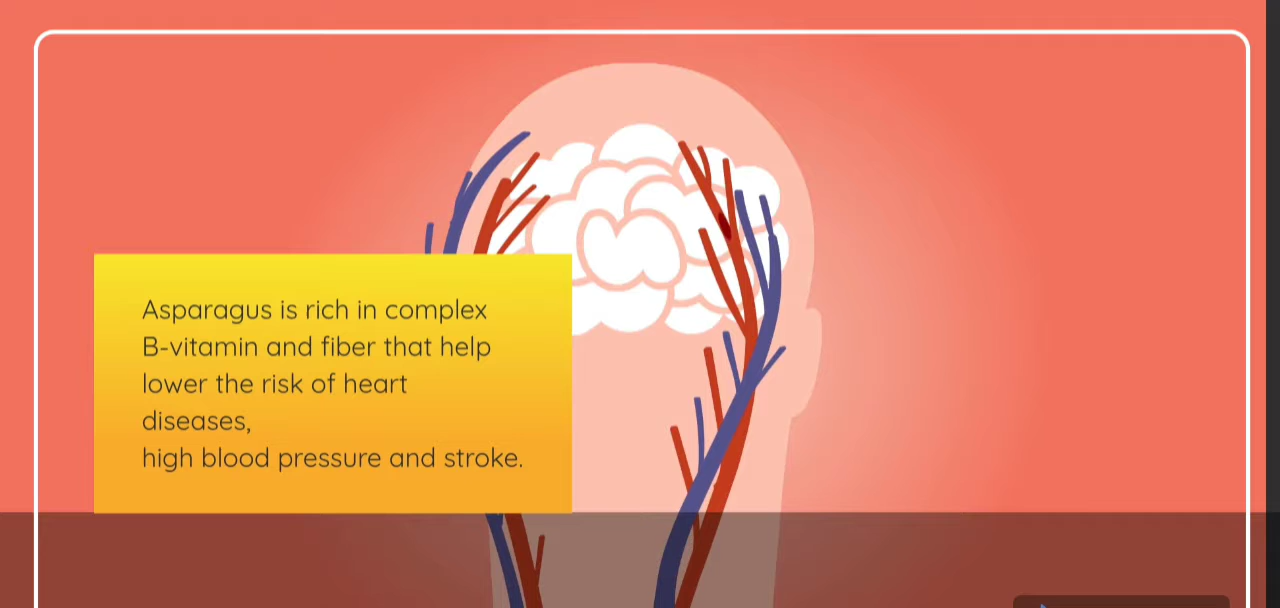 Asparagus is rich in complex
B-vitamin and fiber that help
lower the risk of heart
diseases,
high blood pressure and stroke.